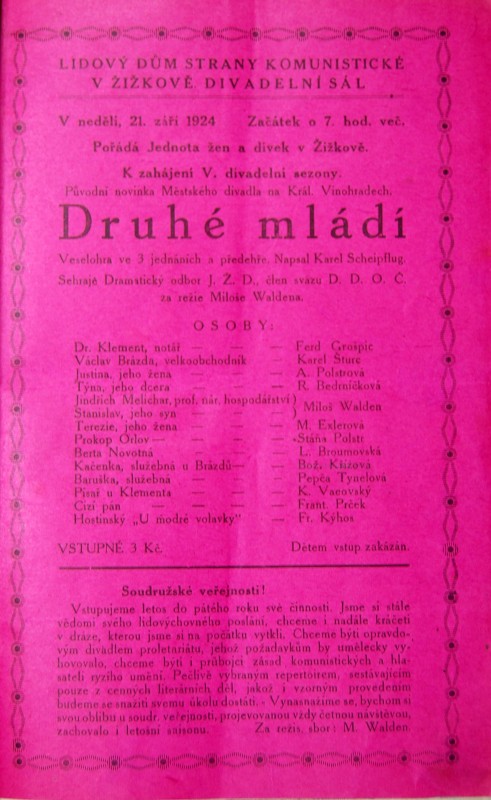 LIDOVÝ DŮM STRANY KOMUNISTICKÉ
V ŽIŽKOVĚ, DIVADELNÍ SÁL
V neděli, 21. září 1924 Začátek o 7. hod. več.
Pořádá Jednota žen a dívek v Žižkově.
K zahájení V. divadelní sezony.
Původní novinka Městského divadla na Král. Vinohradech.
Druhé mládí
Veselohra ve 3 jednáních a předehře. Napsal Karel Scheipflug.
Sehraje Dramatický odbor J. Ž. D., člen svazu D. D. O. Č.
za režie Miloše Waldena.
OSOBY:
Dr. Klement, notář — Ferd Grospic
Václav Brázda, velkoobchodník — Karel Šturc
Justina, jeho žena — — — A. Polstrová
Týna, jeho dcera — — — R. Bedrníčková
Jindřich Melichar, prof. nár. hospodářství }
Stanislav, jeho syn — — — } Miloš Walden
Terezie, jeho žena — — — M. Exlerová
Prokop Orlov — — — — Stáňa Polstl
Berta Novotná — — — L. Broumovská
Kačenka, služebná u Brázdů — — Bož. Křížová
Baruška, služebná — — — Pepča Tynelová
Písař u Klementa — — — K. Vacovský
Cizí pán — — — — Frant. Prček
Hostinský „U modré volavky" — Fr. Kýhos
VSTUPNÉ 3 Kč. Dětem vstup zakázán.
Soudružské veřejnosti!
Vstupujeme letos do pátého roku své činnosti. Jsme si stále
vědomi svého lidovýchovného poslání, chceme i nadále kráčeti
v dráze, kterou jsme si na počátku vytkli. Chceme býti opravdo-
vým divadlem proletariátu, jehož požadavkům by umělecky vy-
hovovalo, chceme býti i průbojci zásad komunistických a hla-
sateli ryzího umění. Pečlivě vybraným repertoirem, sestávajícím
pouze z cenných literárních děl, jakož i vzorným provedením
budeme se snažiti svému úkolu dostáti. - Vynasnažíme se, bychom si
svou oblibu u soudr. veřejnosti, projevovanou vždy četnou návštěvou,
zachovalo i letošní saisonu. Za režis. sbor: M. Walden.